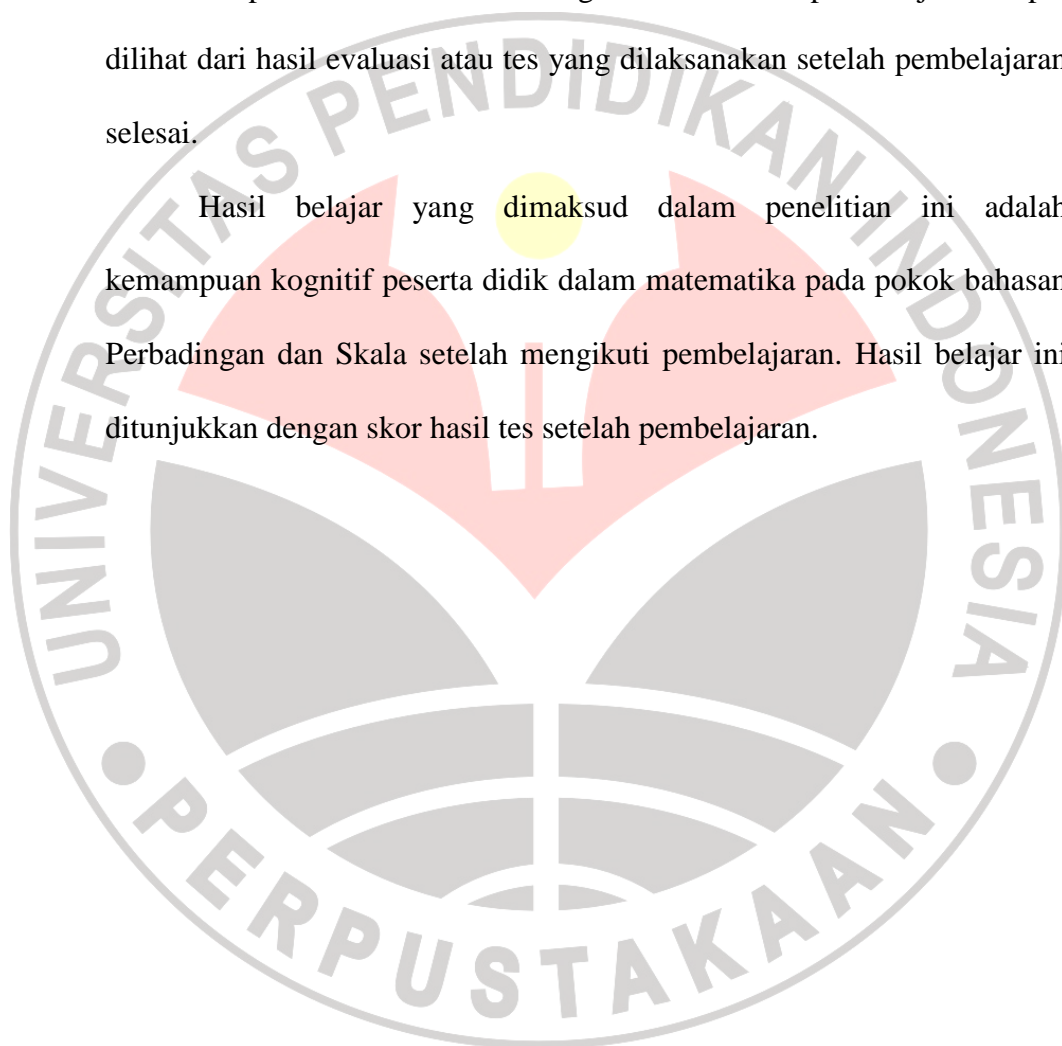 dilihat dari hasil evaluasi atau tes yang dilaksanakan setelah pembelajaran
selesai.
Hasil belajar yang dimaksud dalam penelitian ini adalah
kemampuan kognitif peserta didik dalam matematika pada pokok bahasan
Perbadingan dan Skala setelah mengikuti pembelajaran. Hasil belajar ini
ditunjukkan dengan skor hasil tes setelah pembelajaran.
UNIVERSITAS PENDIDIKAN INDONESIA
PERPUSTAKAAN